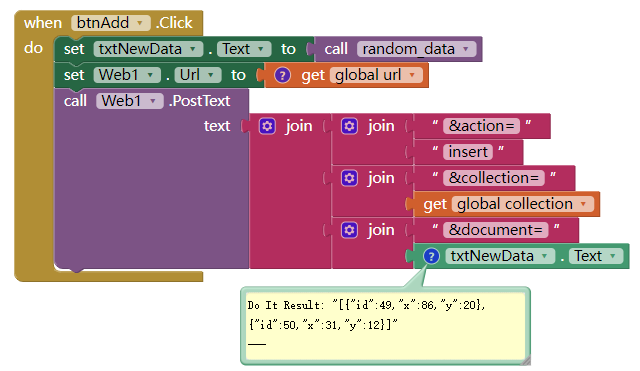 when btnAdd .Click
do set txtNewData . Text to call random_data
set Web1 . Url to ? get global url
call Web1 .PostText
text join join " &action= "
" insert "
join " &collection= "
get global collection
join " &document= "
? txtNewData . Text
Do It Result: "[{"id":49,"x":86,"y":20},
{"id":50,"x":31,"y":12}]"
___